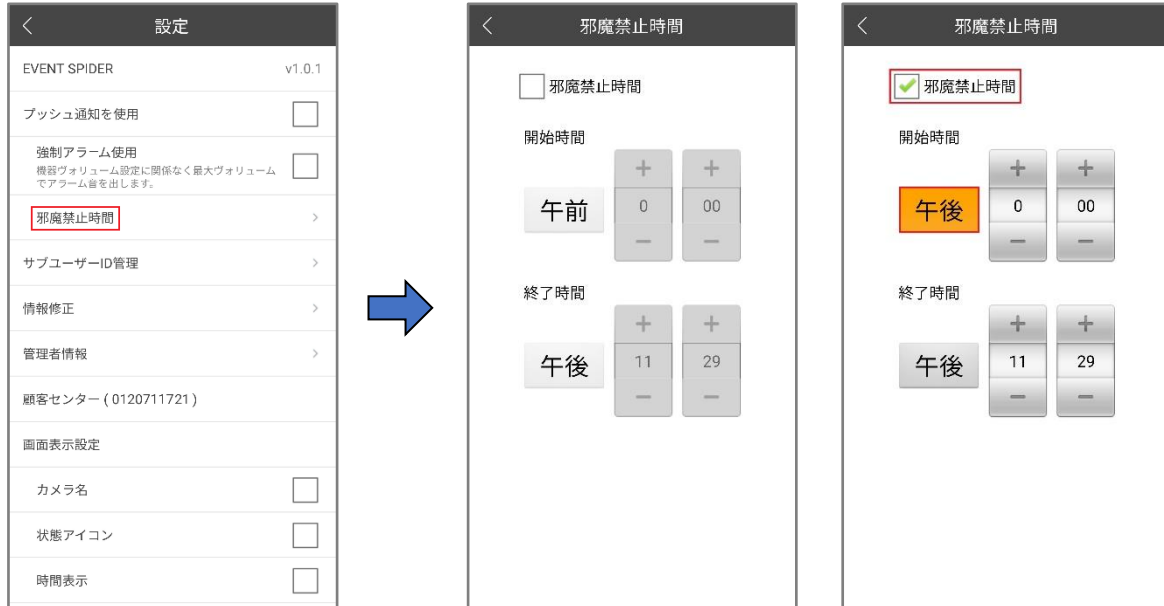 設定
EVENT SPIDER v1.0.1
プッシュ通知を使用
強制アラーム使用
機器ヴォリューム設定に関係なく最大ヴォリューム
でアラーム台を出します。
邪魔禁止時間
サブユーザーID管理
情報修正
管理者情報
顧客センター ( 0120711721 )
画面表示設定
カメラ名
状態アイコン
時間表示
邪魔禁止時間
邪魔禁止時間
開始時間
+ +
午前 0 00
− −
終了時間
+ +
午後 11 29
− −
邪魔禁止時間
邪魔禁止時間
開始時間
+ +
午後 0 00
− −
終了時間
+ +
午後 11 29
− −